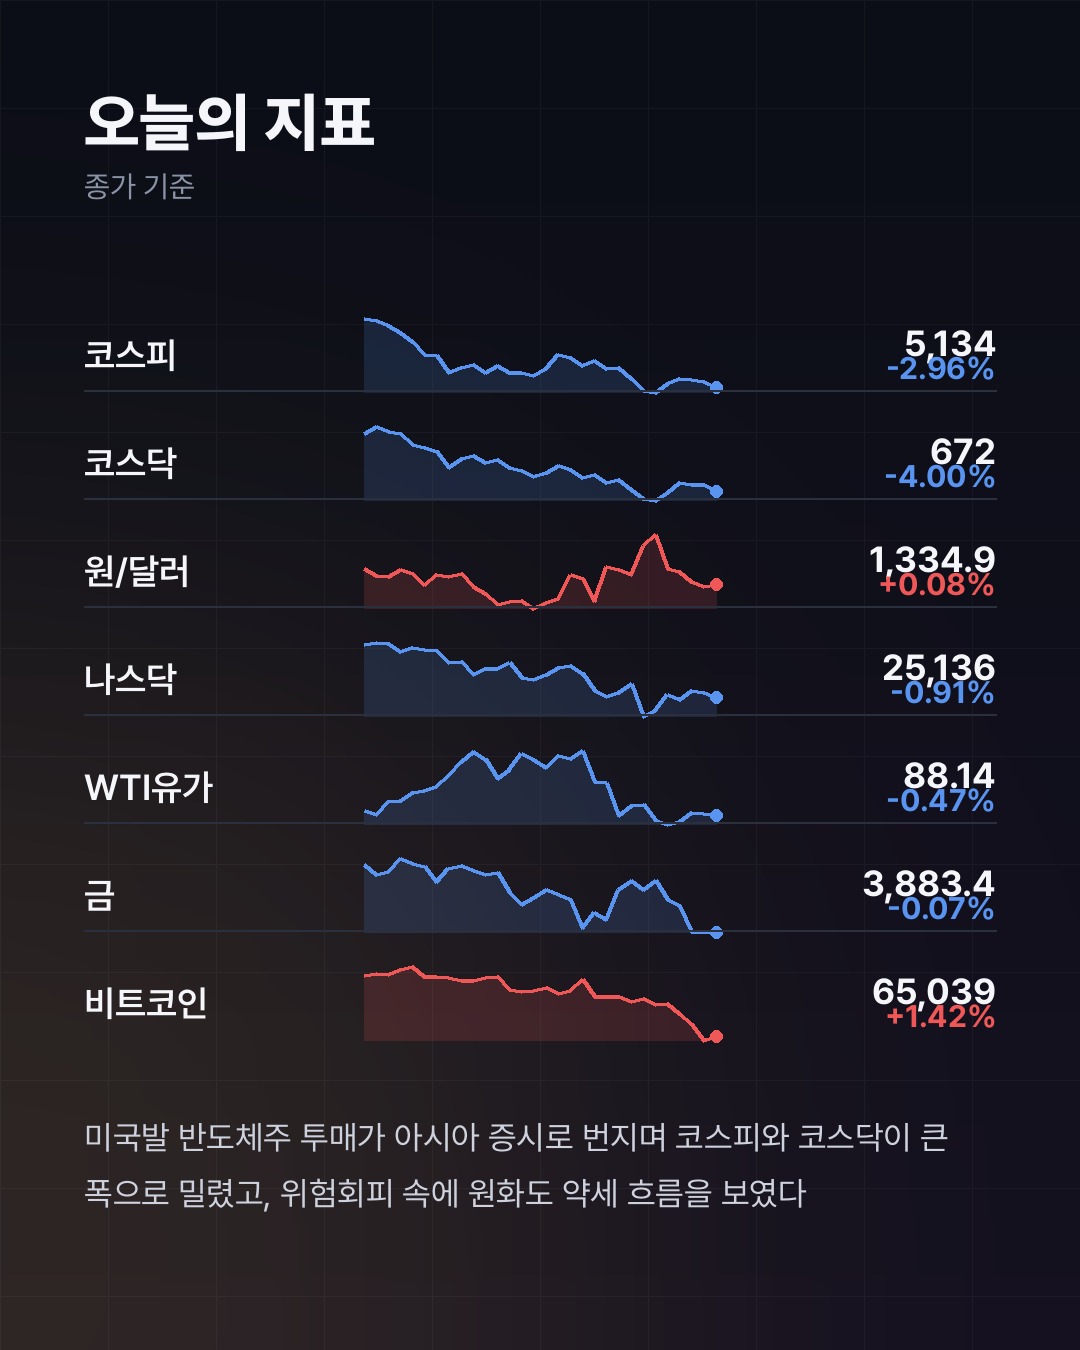 오늘의 지표
종가 기준
코스피 5,134
-2.96%
코스닥 672
-4.00%
원/달러 1,334.9
+0.08%
나스닥 25,136
-0.91%
WTI유가 88.14
-0.47%
금 3,883.4
-0.07%
비트코인 65,039
+1.42%
미국발 반도체주 투매가 아시아 증시로 번지며 코스피와 코스닥이 큰
폭으로 밀렸고, 위험회피 속에 원화도 약세 흐름을 보였다